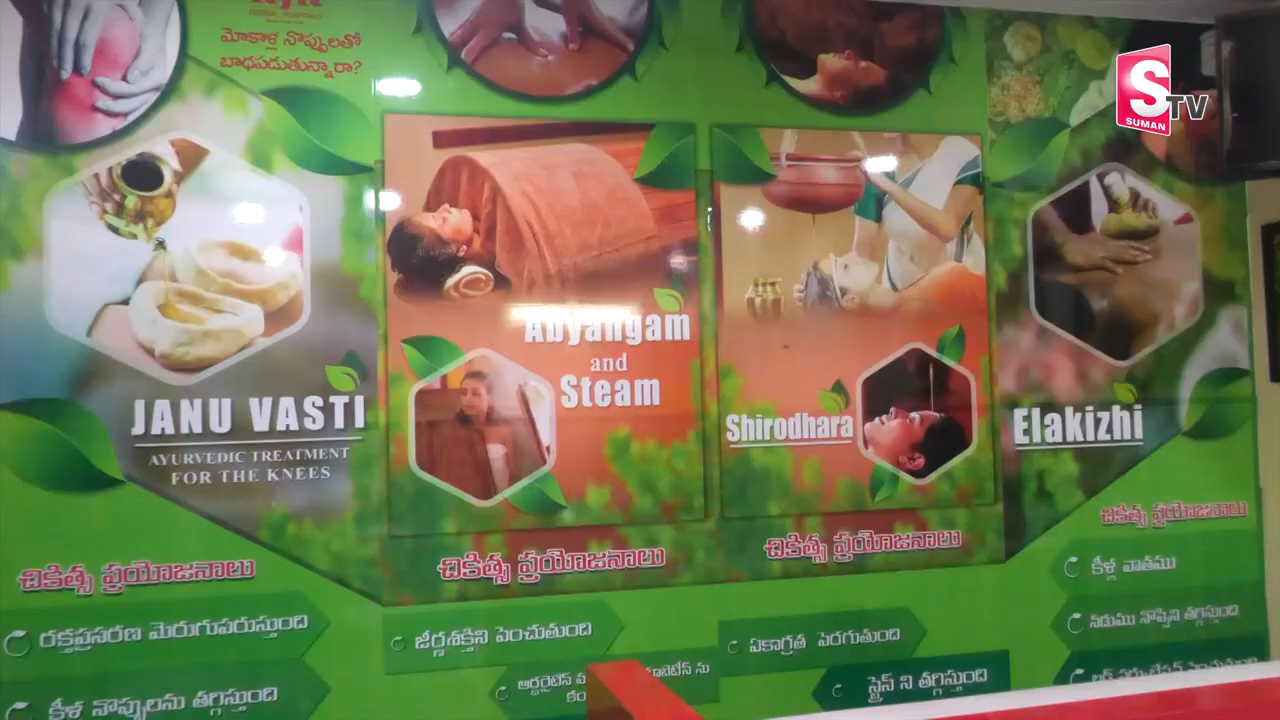 మోకాళ్ల నొప్పులతో
బాధపడుతున్నారా?
S
SUMAN
TV
JANU VASTI
AYURVEDIC TREATMENT
FOR THE KNEES
Abyangam
and
Steam
Shirodhara
Elakizhi
చికిత్స ప్రయోజనాలు
రక్తప్రసరణ మెరుగుపరుస్తుంది
కీళ్ల నొప్పులను తగ్గిస్తుంది
చికిత్స ప్రయోజనాలు
జీర్ణశక్తిని పెంచుతుంది
చికిత్స ప్రయోజనాలు
ఏకాగ్రత పెరగుతుంది
స్ట్రెస్ ని తగ్గిస్తుంది
చికిత్స ప్రయోజనాలు
కీళ్ల వాతము
నడుము నొప్పిని తగ్గిస్తుంది